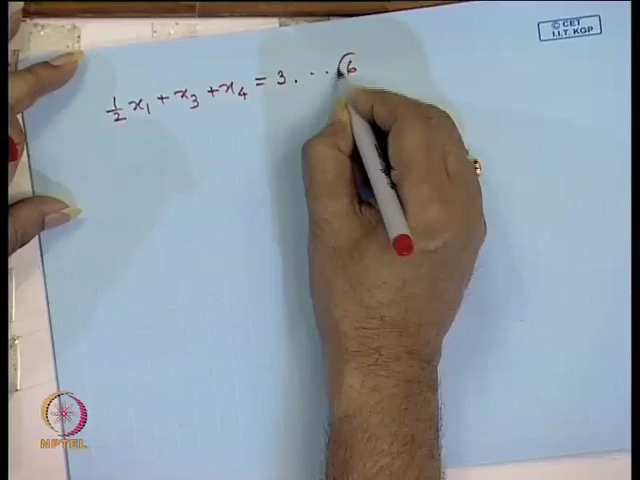 © CET
I.I.T. KGP
1/2 x₁ + x₃ + x₄ = 3 . . . . (6
NPTEL